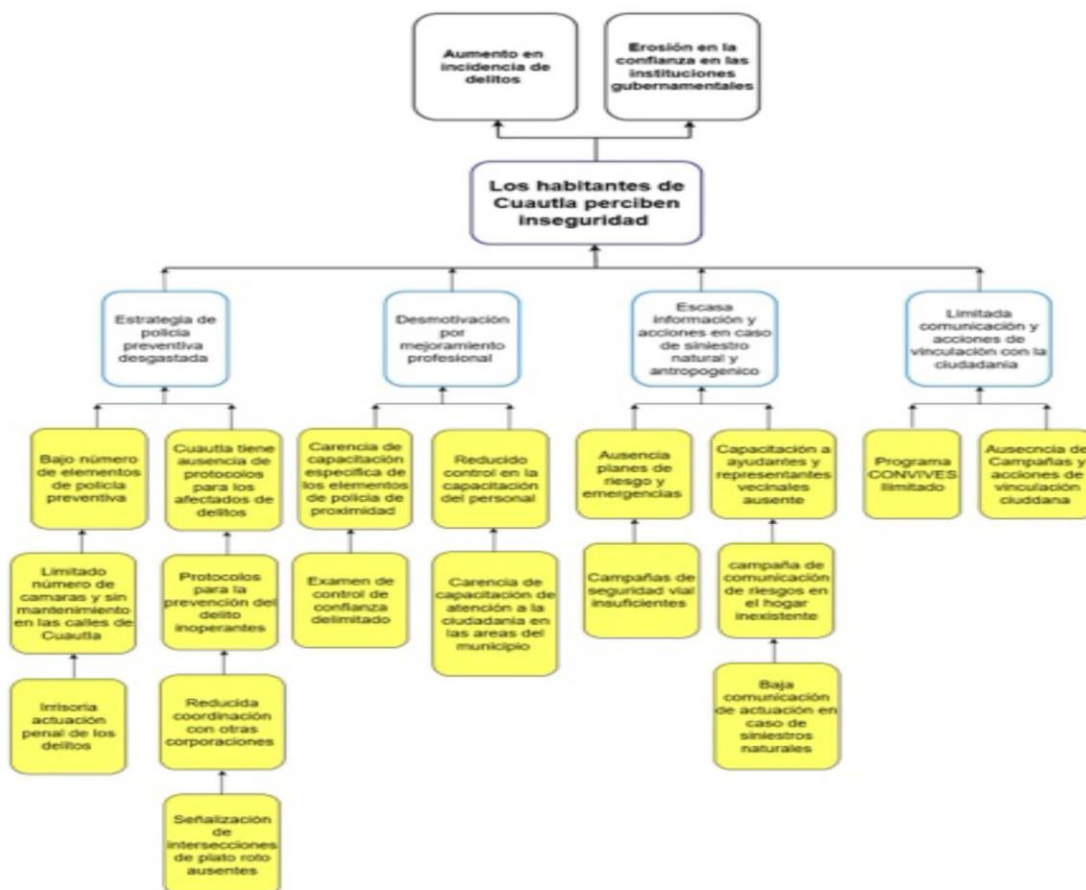 Aumento en
incidencia de
delitos
Erosión en la
confianza en las
instituciones
gubernamentales
Los habitantes de
Cuautla perciben
inseguridad
Estrategia de
policía
preventiva
desgastada
Desmotivación
por
mejoramiento
profesional
Escasa
información y
acciones en caso
de siniestro
natural y
antropogenico
Limitada
comunicación y
acciones de
vinculación con la
ciudadanía
Bajo número
de elementos
de policía
preventiva
Cuautla tiene
ausencia de
protocolos
para los
afectados de
delitos
Carencia de
capacitación
especifica de
los elementos
de policía de
proximidad
Reducido
control en la
capacitación
del personal
Ausencia
planes de
riesgo y
emergencias
Capacitación a
ayudantes y
representantes
vecinales
ausente
Programa
CONVIVES
llimitado
Ausecncia de
Campañas y
acciones de
vinculación
ciuddana
Limitado
número de
camaras y sin
mantenimiento
en las calles de
Cuautla
Protocolos
para la
prevención del
delito
inoperantes
Examen de
control de
confianza
delimitado
Carencia de
capacitación de
atención a la
ciudadanía en
las areas del
municipio
Campañas de
seguridad vial
insuficientes
campaña de
comunicación
de riesgos en
el hogar
inexistente
Irrisoria
actuación
penal de los
delitos
Reducida
coordinación
con otras
corporaciones
Baja
comunicación
de actuación en
caso de
siniestros
naturales
Señalización
de
intersecciones
de plato roto
ausentes